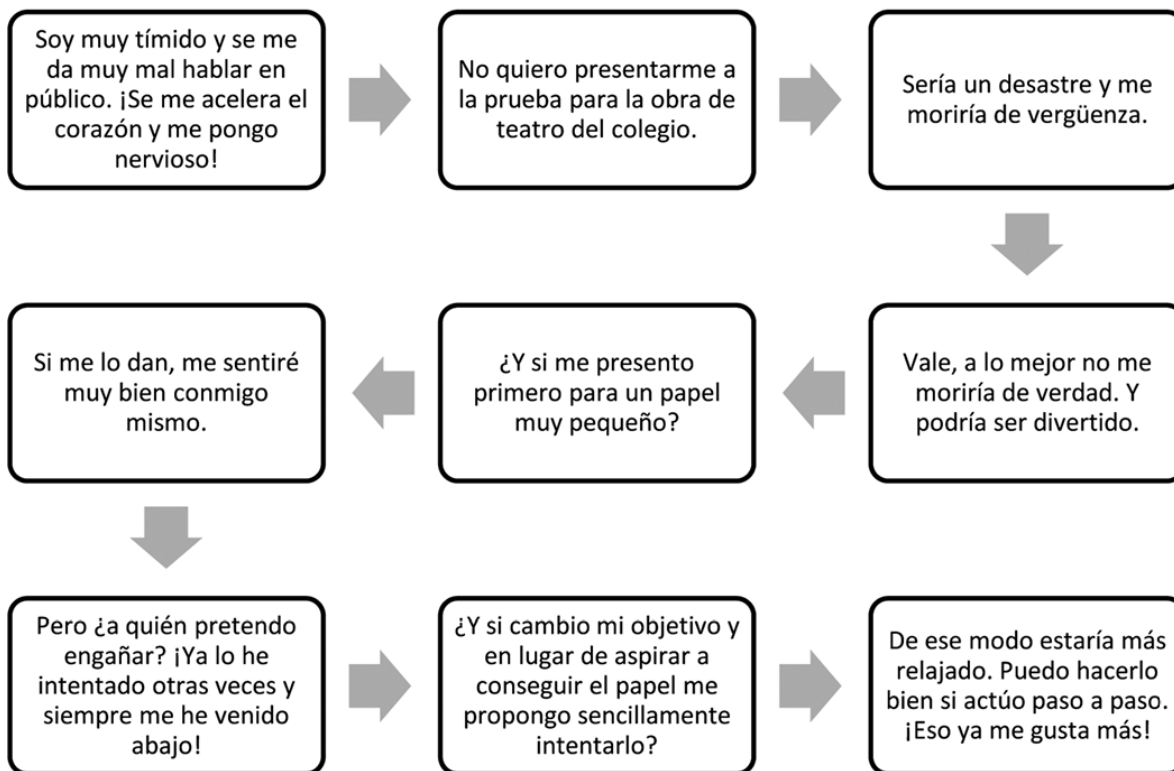 Soy muy tímido y se me
da muy mal hablar en
público. ¡Se me acelera el
corazón y me pongo
nervioso!
No quiero presentarme a
la prueba para la obra de
teatro del colegio.
Sería un desastre y me
moriría de vergüenza.
Vale, a lo mejor no me
moriría de verdad. Y
podría ser divertido.
¿Y si me presento
primero para un papel
muy pequeño?
Si me lo dan, me sentiré
muy bien conmigo
mismo.
Pero ¿a quién pretendo
engañar? ¡Ya lo he
intentado otras veces y
siempre me he venido
abajo!
¿Y si cambio mi objetivo y
en lugar de aspirar a
conseguir el papel me
propongo sencillamente
intentarlo?
De ese modo estaría más
relajado. Puedo hacerlo
bien si actúo paso a paso.
¡Eso ya me gusta más!